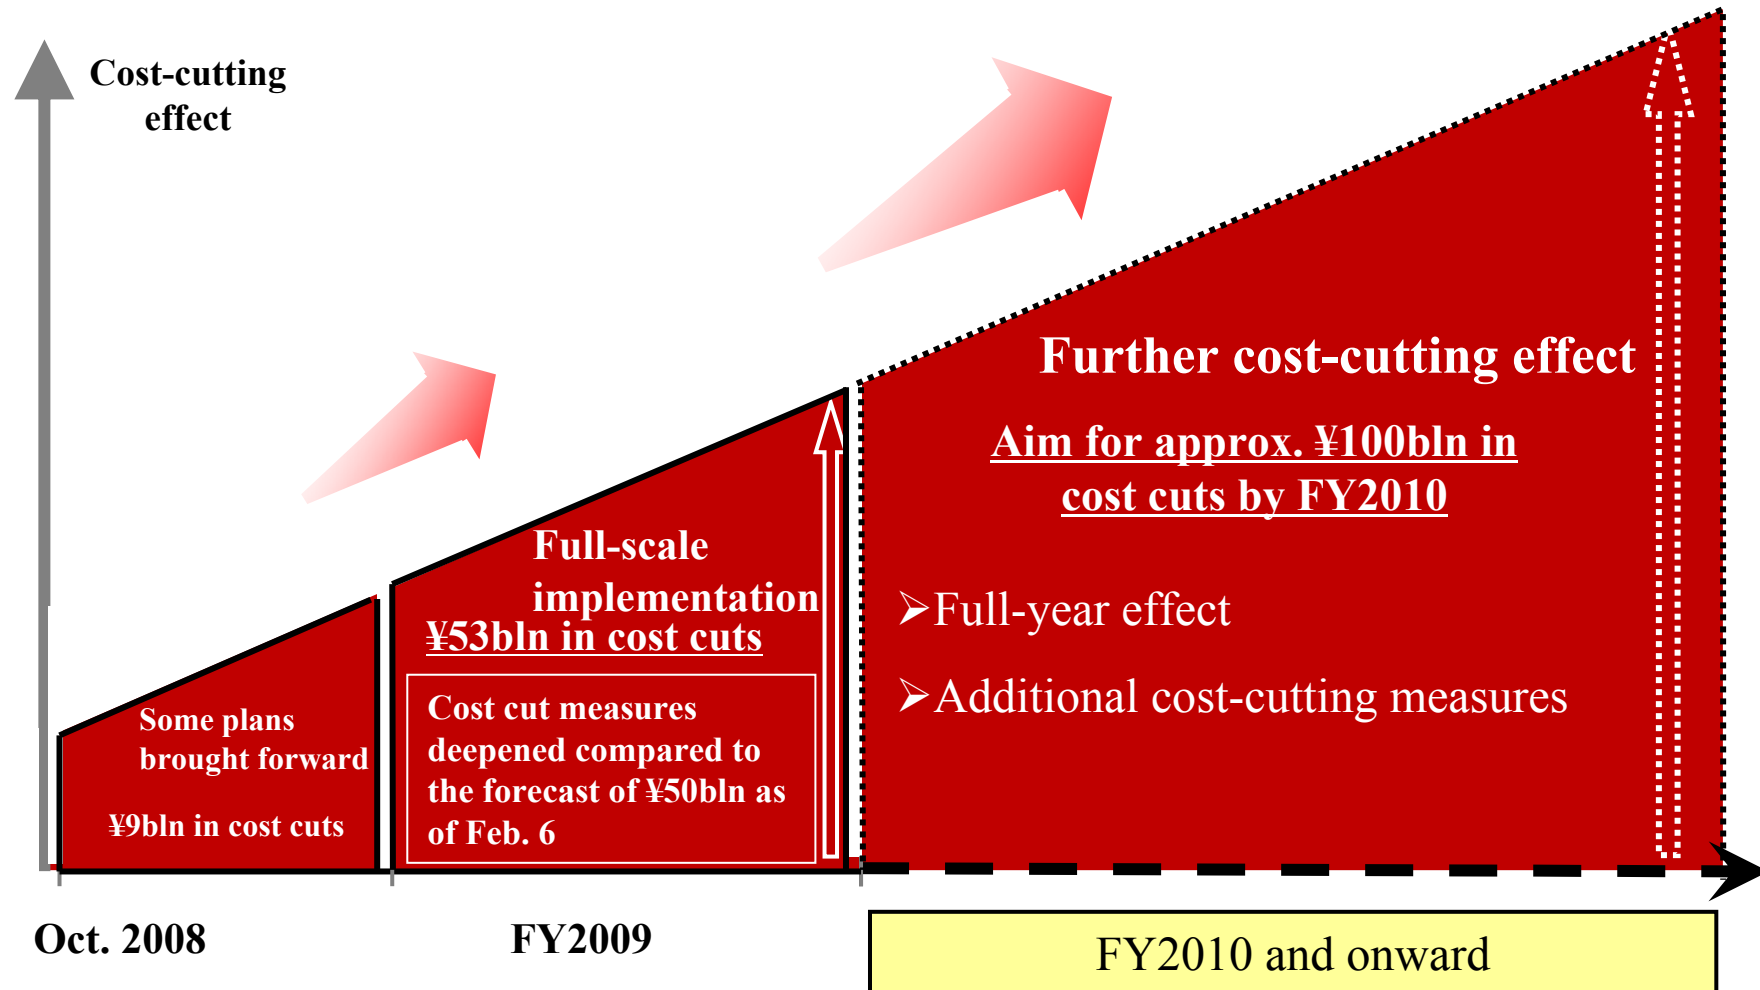 Cost-cutting
effect
Further cost-cutting effect
Aim for approx. ¥100bln in
cost cuts by FY2010
➢Full-year effect
➢Additional cost-cutting measures
Full-scale
implementation
¥53bln in cost cuts
Cost cut measures
deepened compared to
the forecast of ¥50bln as
of Feb. 6
Some plans
brought forward
¥9bln in cost cuts
Oct. 2008
FY2009
FY2010 and onward